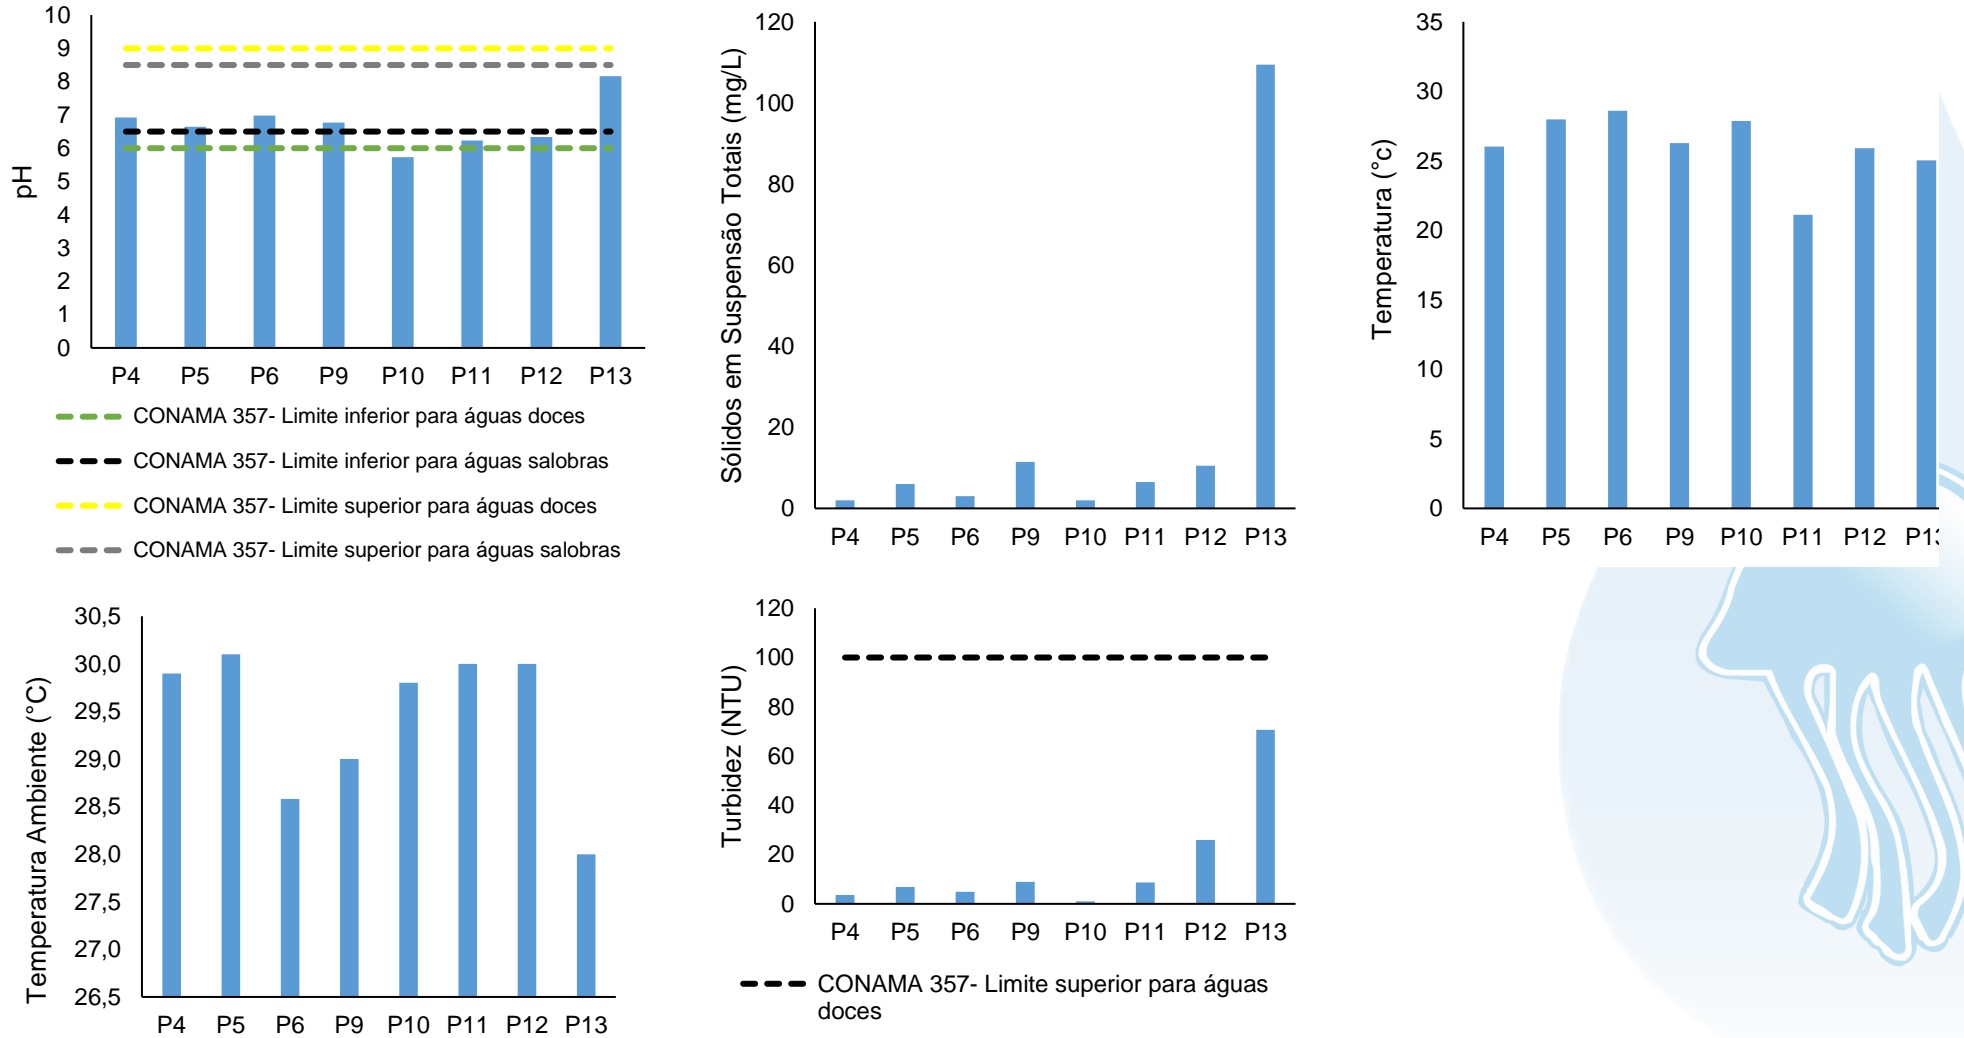 10
9
8
7
6
5
4
3
2
1
0
pH
P4 P5 P6 P9 P10 P11 P12 P13
CONAMA 357- Limite inferior para águas doces
CONAMA 357- Limite inferior para águas salobras
CONAMA 357- Limite superior para águas doces
CONAMA 357- Limite superior para águas salobras
120
100
80
60
40
20
0
Sólidos em Suspensão Totais (mg/L)
P4 P5 P6 P9 P10 P11 P12 P13
35
30
25
20
15
10
5
0
Temperatura (°c)
P4 P5 P6 P9 P10 P11 P12
30,5
30,0
29,5
29,0
28,5
28,0
27,5
27,0
26,5
Temperatura Ambiente (°C)
P4 P5 P6 P9 P10 P11 P12 P13
120
100
80
60
40
20
0
Turbidez (NTU)
P4 P5 P6 P9 P10 P11 P12 P13
CONAMA 357- Limite superior para águas
doces